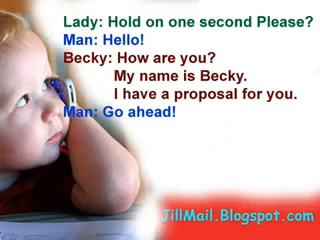 Lady: Hold on one second Please?
Man: Hello!
Becky: How are you?
My name is Becky.
I have a proposal for you.
Man: Go ahead!
JillMail.Blogspot.com